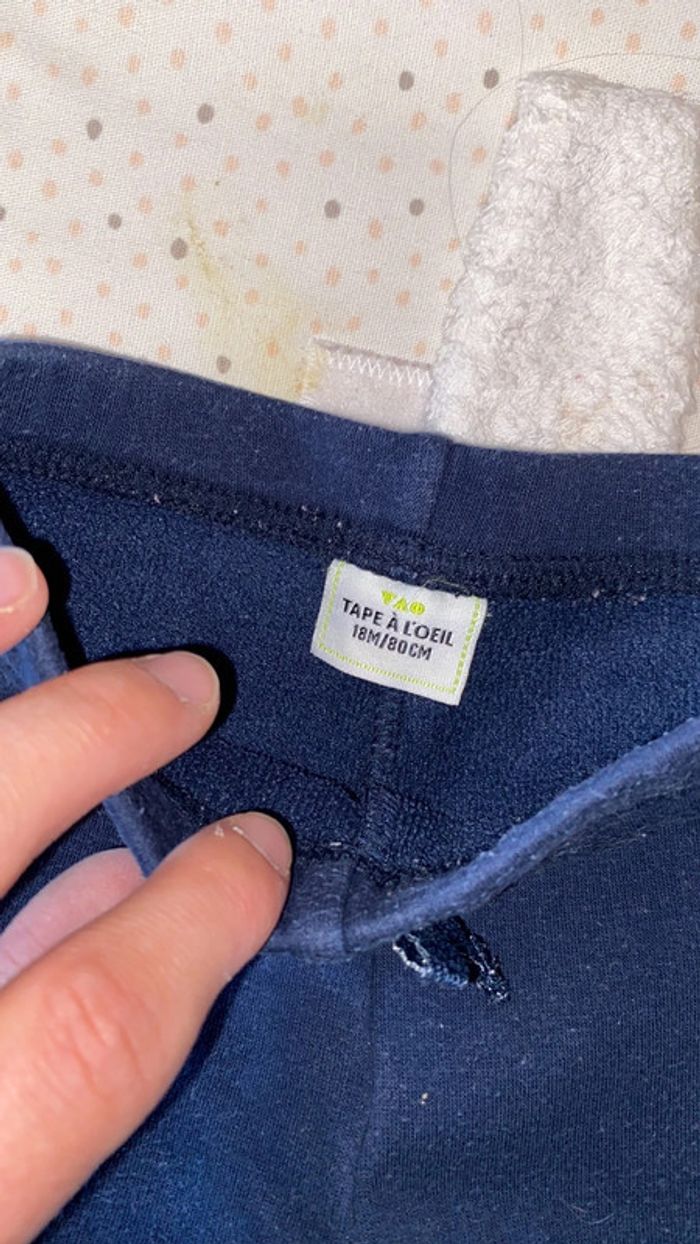 TAO
TAPE À L'OEIL
18M/80CM